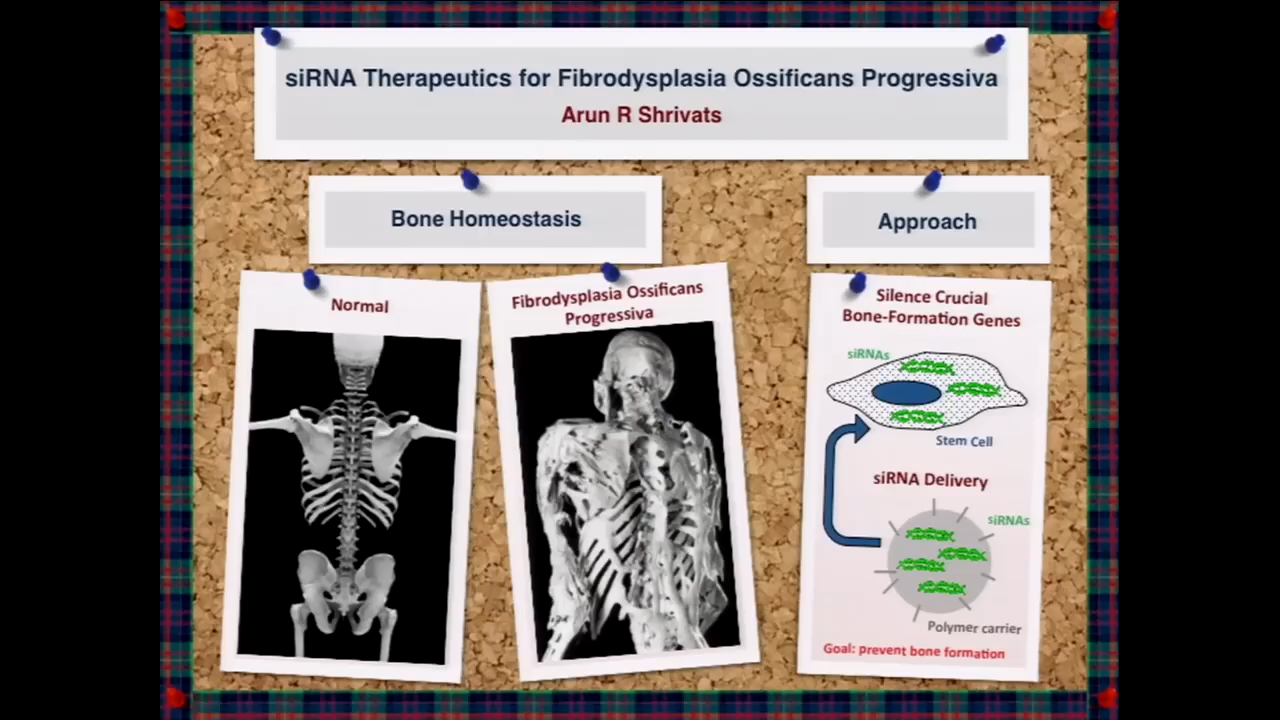 siRNA Therapeutics for Fibrodysplasia Ossificans Progressiva
Arun R Shrivats
Bone Homeostasis
Approach
Normal
Fibrodysplasia Ossificans
Progressiva
Silence Crucial
Bone-Formation Genes
siRNAs
Stem Cell
siRNA Delivery
siRNAs
Polymer carrier
Goal: prevent bone formation